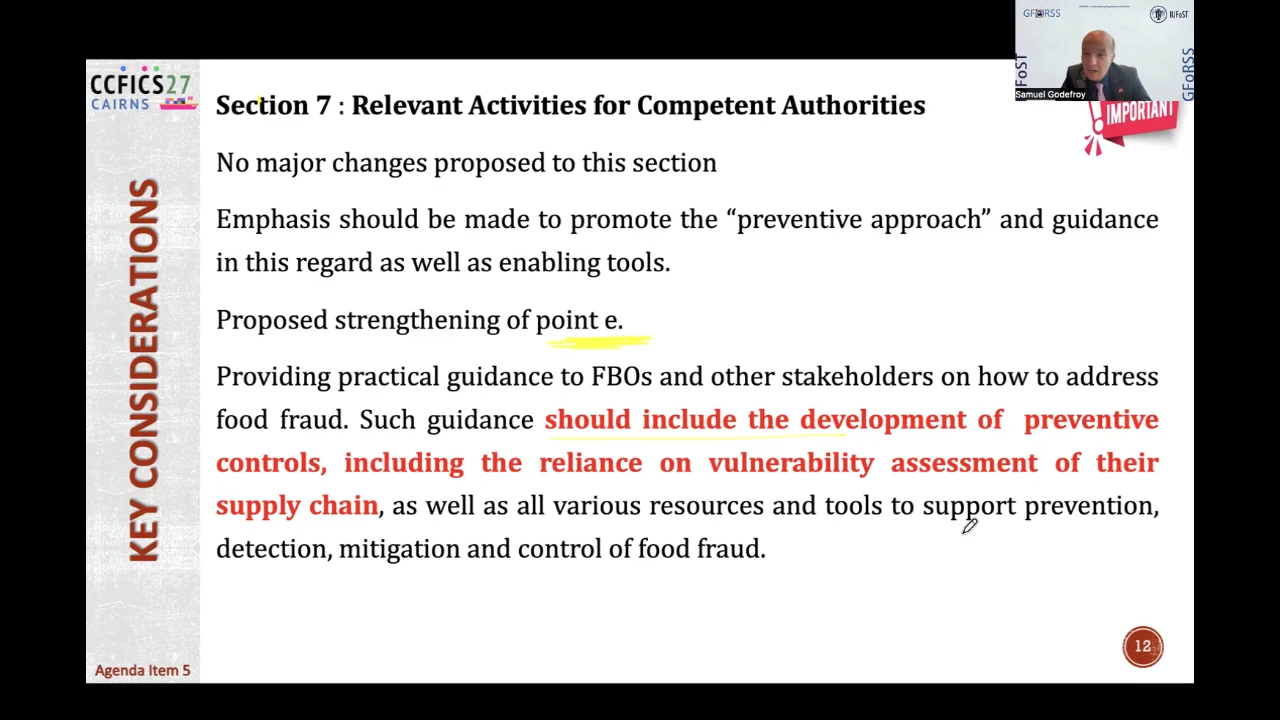 GFoRSS
IUFoST
FoST
GFoRSS
Samuel Godefroy
IMPORTANT
CCFICS27
CAIRNS
Section 7 : Relevant Activities for Competent Authorities
No major changes proposed to this section
Emphasis should be made to promote the “preventive approach” and guidance
in this regard as well as enabling tools.
Proposed strengthening of point e.
Providing practical guidance to FBOs and other stakeholders on how to address
food fraud. Such guidance should include the development of preventive
controls, including the reliance on vulnerability assessment of their
supply chain, as well as all various resources and tools to support prevention,
detection, mitigation and control of food fraud.
KEY CONSIDERATIONS
Agenda Item 5
12